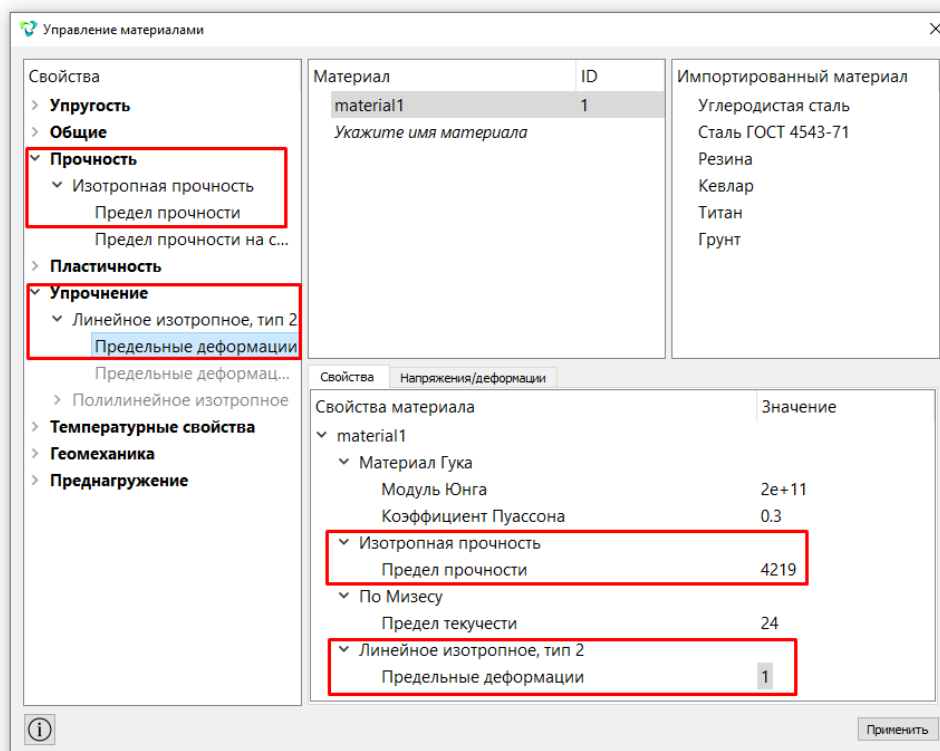 Управление материалами
Свойства
Упругость
Общие
Прочность
Изотропная прочность
Предел прочности
Предел прочности на с...
Пластичность
Упрочнение
Линейное изотропное, тип 2
Предельные деформации
Предельные деформац...
Полилинейное изотропное
Температурные свойства
Геомеханика
Преднагружение
Материал ID
material1 1
Укажите имя материала
Импортированный материал
Углеродистая сталь
Сталь ГОСТ 4543-71
Резина
Кевлар
Титан
Грунт
Свойства Напряжения/деформации
Свойства материала Значение
material1
Материал Гука
Модуль Юнга 2e+11
Коэффициент Пуассона 0.3
Изотропная прочность
Предел прочности 4219
По Мизесу
Предел текучести 24
Линейное изотропное, тип 2
Предельные деформации 1
Применить